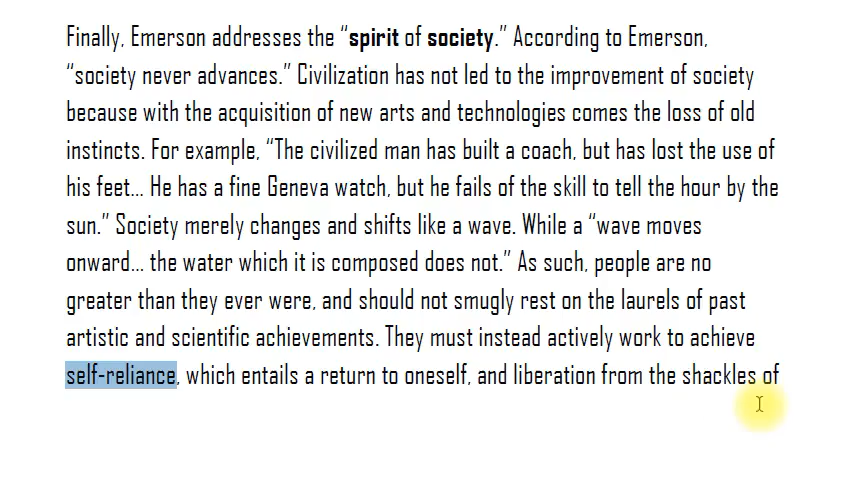 Finally, Emerson addresses the “spirit of society.” According to Emerson,
“society never advances.” Civilization has not led to the improvement of society
because with the acquisition of new arts and technologies comes the loss of old
instincts. For example, “The civilized man has built a coach, but has lost the use of
his feet... He has a fine Geneva watch, but he fails of the skill to tell the hour by the
sun.” Society merely changes and shifts like a wave. While a “wave moves
onward... the water which it is composed does not.” As such, people are no
greater than they ever were, and should not smugly rest on the laurels of past
artistic and scientific achievements. They must instead actively work to achieve
self-reliance, which entails a return to oneself, and liberation from the shackles of